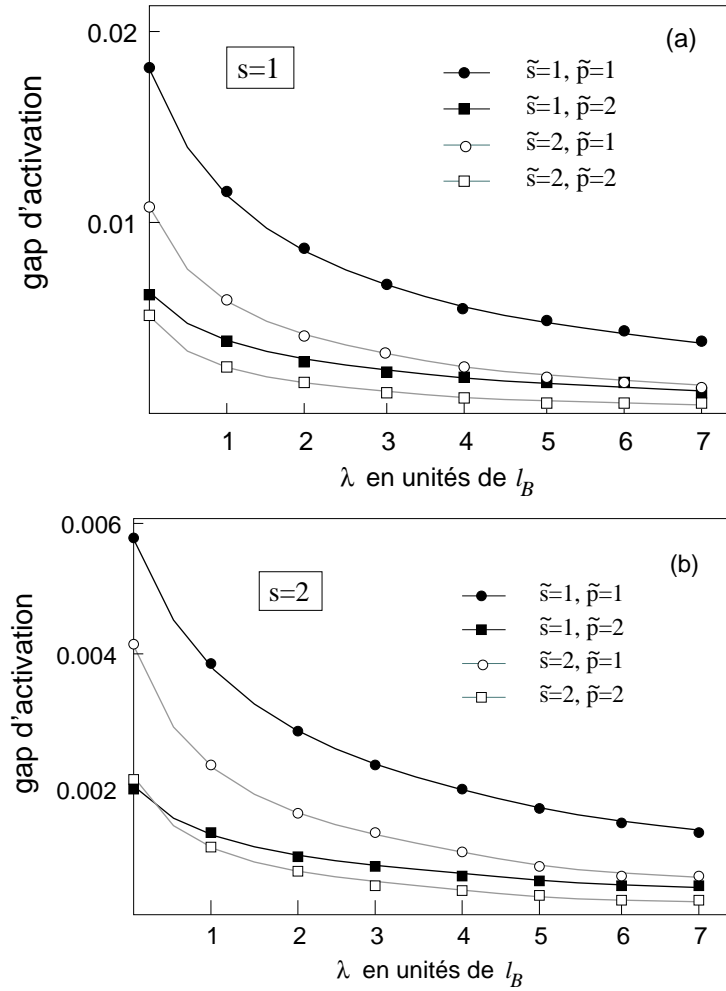 0.02
(a)
s=1
s̃=1, p̃=1
s̃=1, p̃=2
s̃=2, p̃=1
s̃=2, p̃=2
0.01
gap d'activation
1 2 3 4 5 6 7
λ en unités de l_B
0.006
(b)
s=2
s̃=1, p̃=1
s̃=1, p̃=2
s̃=2, p̃=1
s̃=2, p̃=2
0.004
0.002
gap d'activation
1 2 3 4 5 6 7
λ en unités de l_B